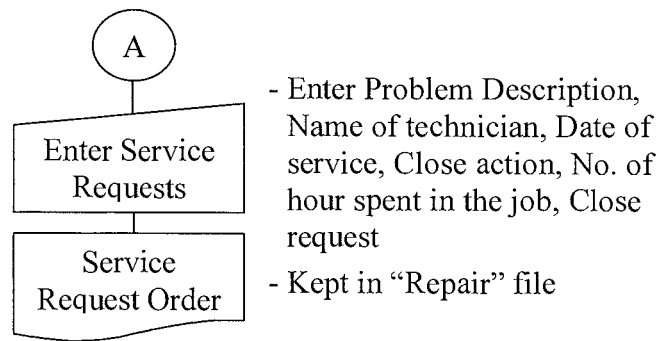 A
Enter Service
Requests
- Enter Problem Description,
Name of technician, Date of
service, Close action, No. of
hour spent in the job, Close
request
Service
Request Order
- Kept in “Repair” file